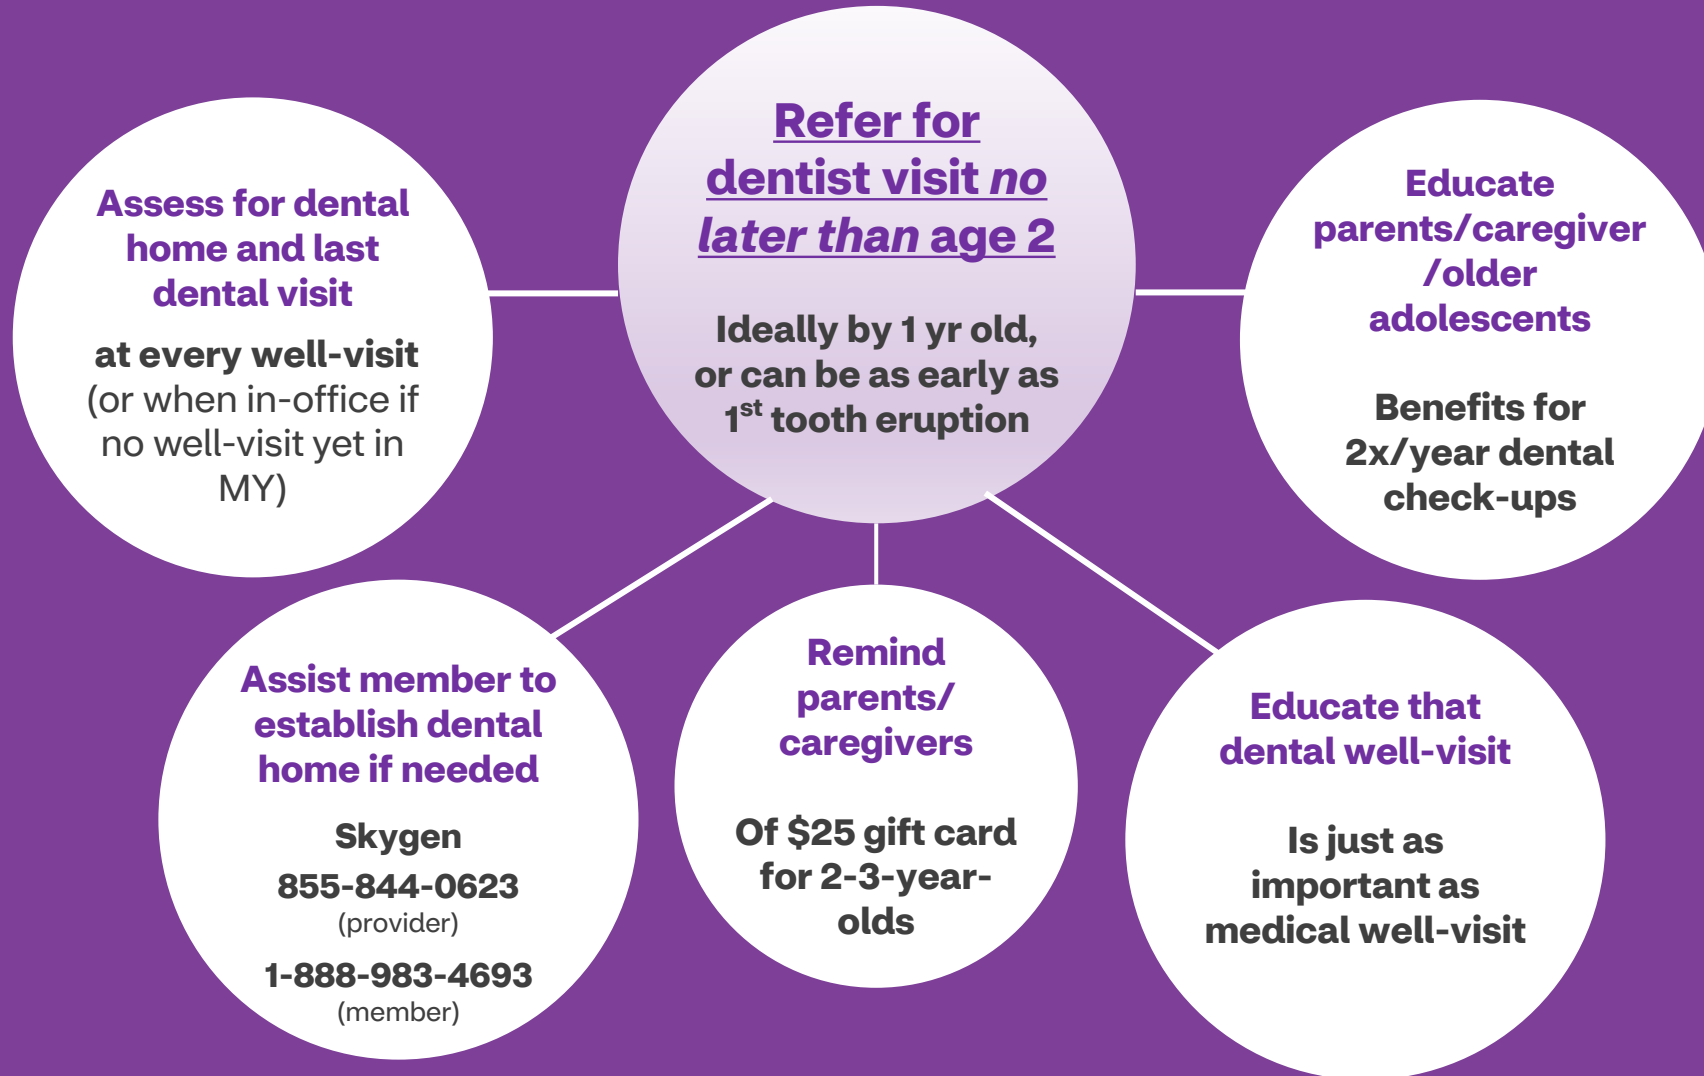 Refer for
dentist visit no
later than age 2
Ideally by 1 yr old,
or can be as early as
1st tooth eruption
Assess for dental
home and last
dental visit
at every well-visit
(or when in-office if
no well-visit yet in
MY)
Educate
parents/caregiver
/older
adolescents
Benefits for
2x/year dental
check-ups
Assist member to
establish dental
home if needed
Skygen
855-844-0623
(provider)
1-888-983-4693
(member)
Remind
parents/
caregivers
Of $25 gift card
for 2-3-year-
olds
Educate that
dental well-visit
Is just as
important as
medical well-visit